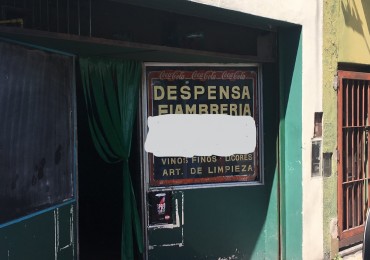 Coca-Cola Coca-Cola Coca-Cola
DESPENSA
FIAMBRERIA
VINOS FINOS - LICORES
ART. DE LIMPIEZA